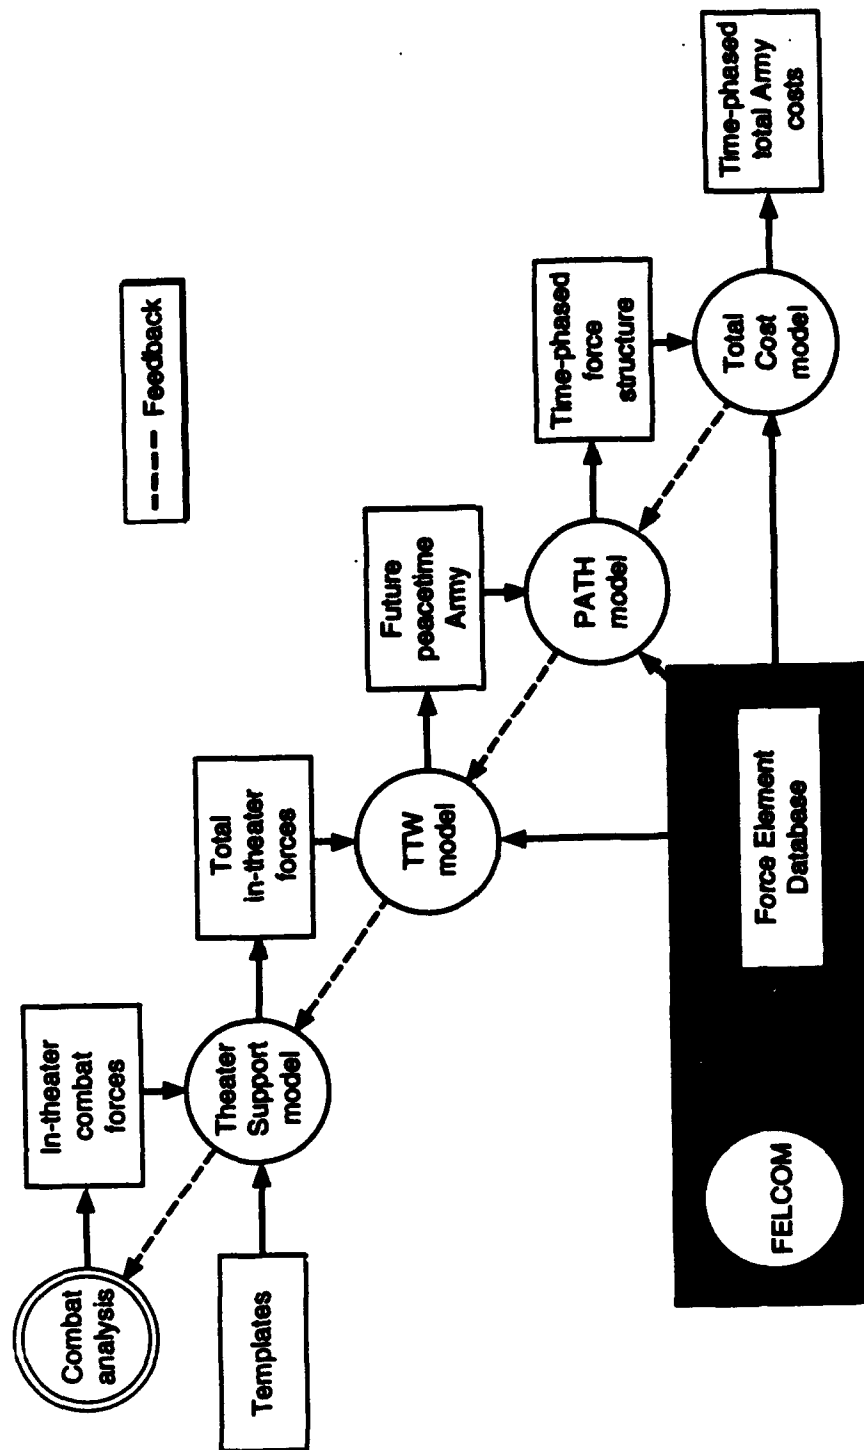 Combat
analysis
In-theater
combat
forces
Templates
Theater
Support
model
Total
in-theater
forces
TTW
model
Future
peacetime
Army
PATH
model
Time-phased
force
structure
Total
Cost
model
Time-phased
total Army
costs
Feedback
FELCOM
Force Element
Database